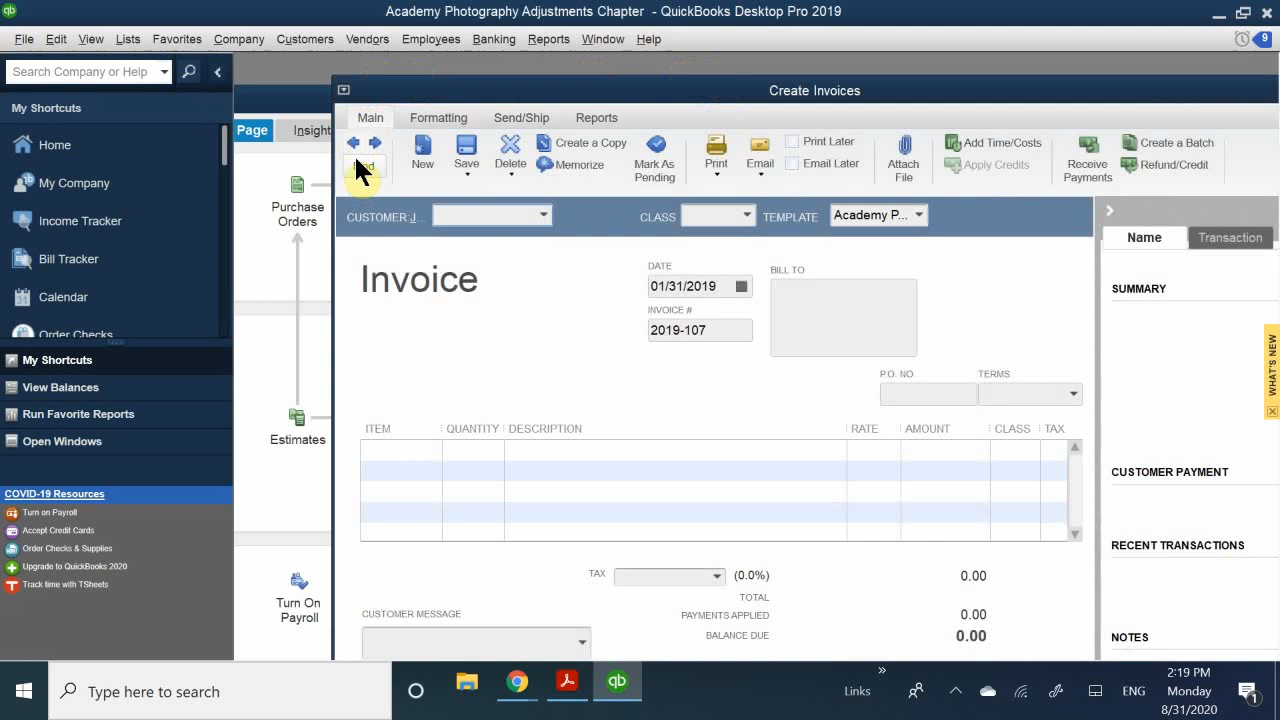 Academy Photography Adjustments Chapter - QuickBooks Desktop Pro 2019
File Edit View Lists Favorites Company Customers Vendors Employees Banking Reports Window Help
9
Search Company or Help
My Shortcuts
Home
My Company
Income Tracker
Bill Tracker
Calendar
Order Checks
My Shortcuts
View Balances
Run Favorite Reports
Open Windows
COVID-19 Resources
Turn on Payroll
Accept Credit Cards
Order Checks & Supplies
Upgrade to QuickBooks 2020
Track time with TSheets
Page
Insight
Purchase
Orders
Estimates
Turn On
Payroll
Create Invoices
Main Formatting Send/Ship Reports
New
Save
Delete
Create a Copy
Memorize
Mark As
Pending
Print
Email
Print Later
Email Later
Attach
File
Add Time/Costs
Apply Credits
Receive
Payments
Create a Batch
Refund/Credit
CUSTOMER:J...
CLASS
TEMPLATE
Academy P...
Invoice
DATE
01/31/2019
INVOICE #
2019-107
BILL TO
P.O. NO.
TERMS
ITEM QUANTITY DESCRIPTION RATE AMOUNT CLASS TAX
TAX (0.0%) 0.00
TOTAL
PAYMENTS APPLIED 0.00
BALANCE DUE 0.00
CUSTOMER MESSAGE
Name
Transaction
SUMMARY
CUSTOMER PAYMENT
RECENT TRANSACTIONS
NOTES
WHAT'S NEW
Type here to search
qb
Links
ENG
2:19 PM
Monday
8/31/2020
1